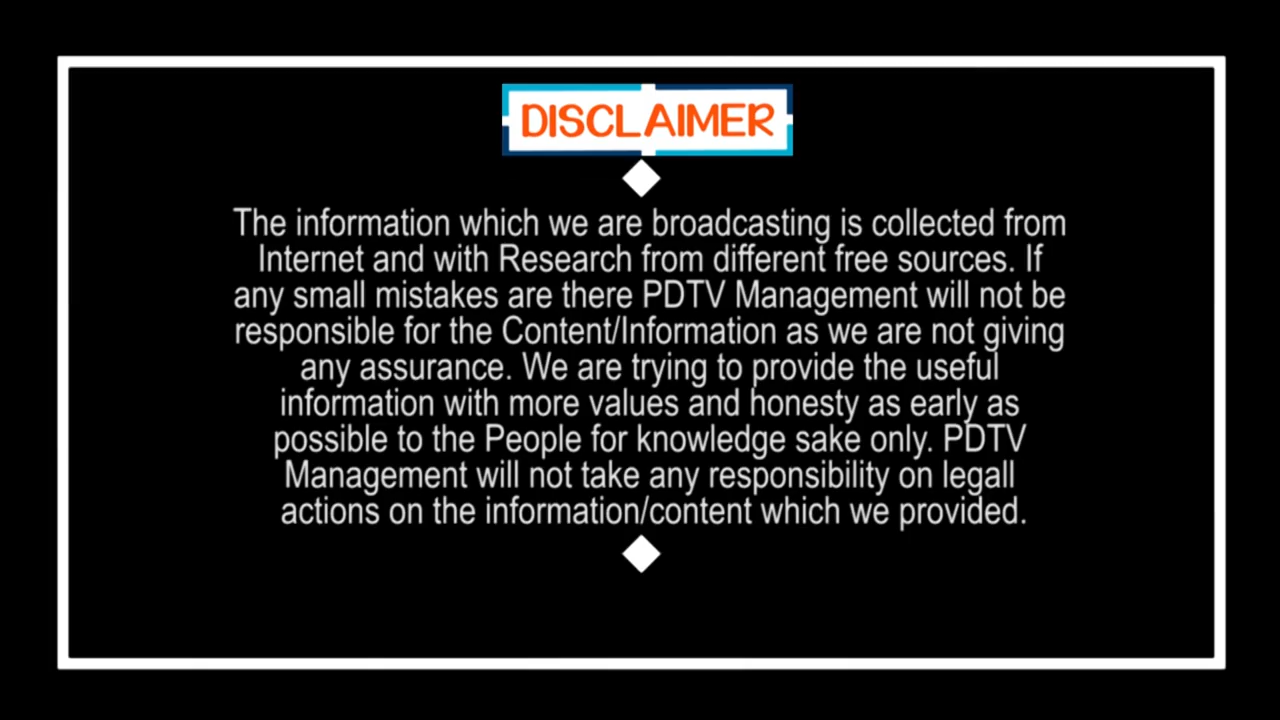 DISCLAIMER
The information which we are broadcasting is collected from
Internet and with Research from different free sources. If
any small mistakes are there PDTV Management will not be
responsible for the Content/Information as we are not giving
any assurance. We are trying to provide the useful
information with more values and honesty as early as
possible to the People for knowledge sake only. PDTV
Management will not take any responsibility on legall
actions on the information/content which we provided.